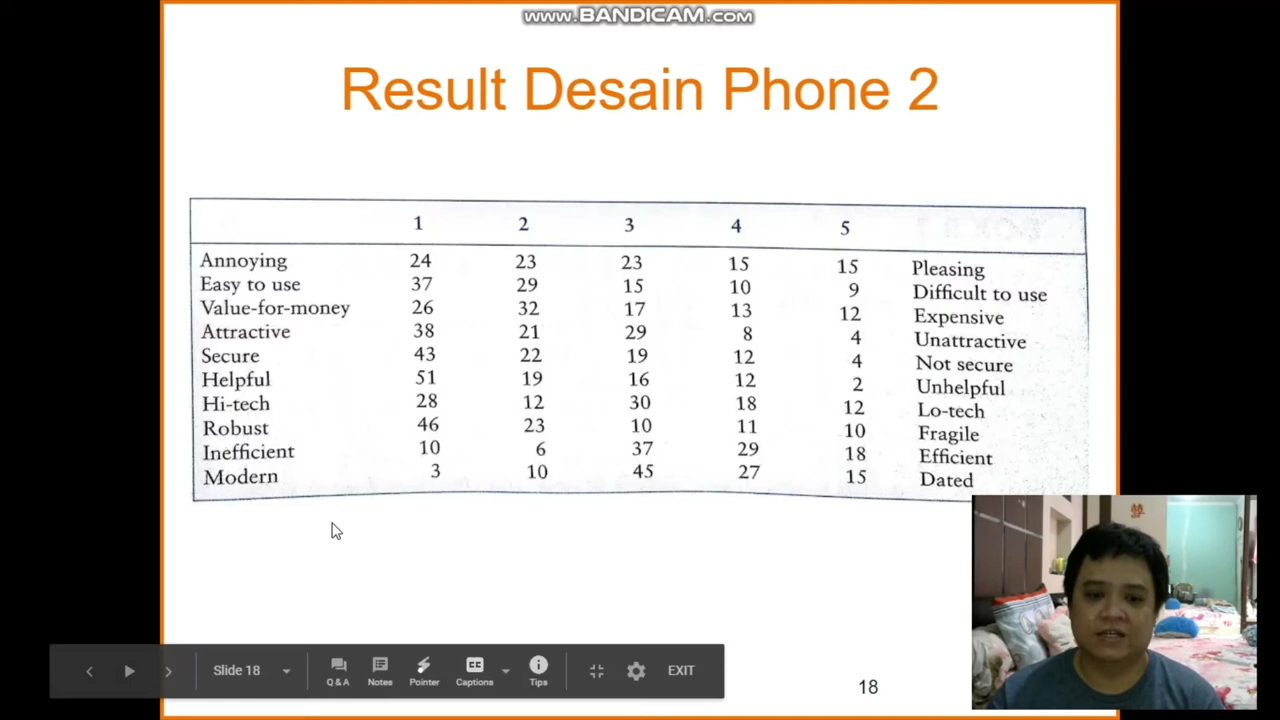 www.BANDICAM.com
Result Desain Phone 2
1 2 3 4 5
Annoying 24 23 23 15 15 Pleasing
Easy to use 37 29 15 10 9 Difficult to use
Value-for-money 26 32 17 13 12 Expensive
Attractive 38 21 29 8 4 Unattractive
Secure 43 22 19 12 4 Not secure
Helpful 51 19 16 12 2 Unhelpful
Hi-tech 28 12 30 18 12 Lo-tech
Robust 46 23 10 11 10 Fragile
Inefficient 10 6 37 29 18 Efficient
Modern 3 10 45 27 15 Dated
Slide 18 Q & A Notes Pointer CC Captions Tips EXIT
18